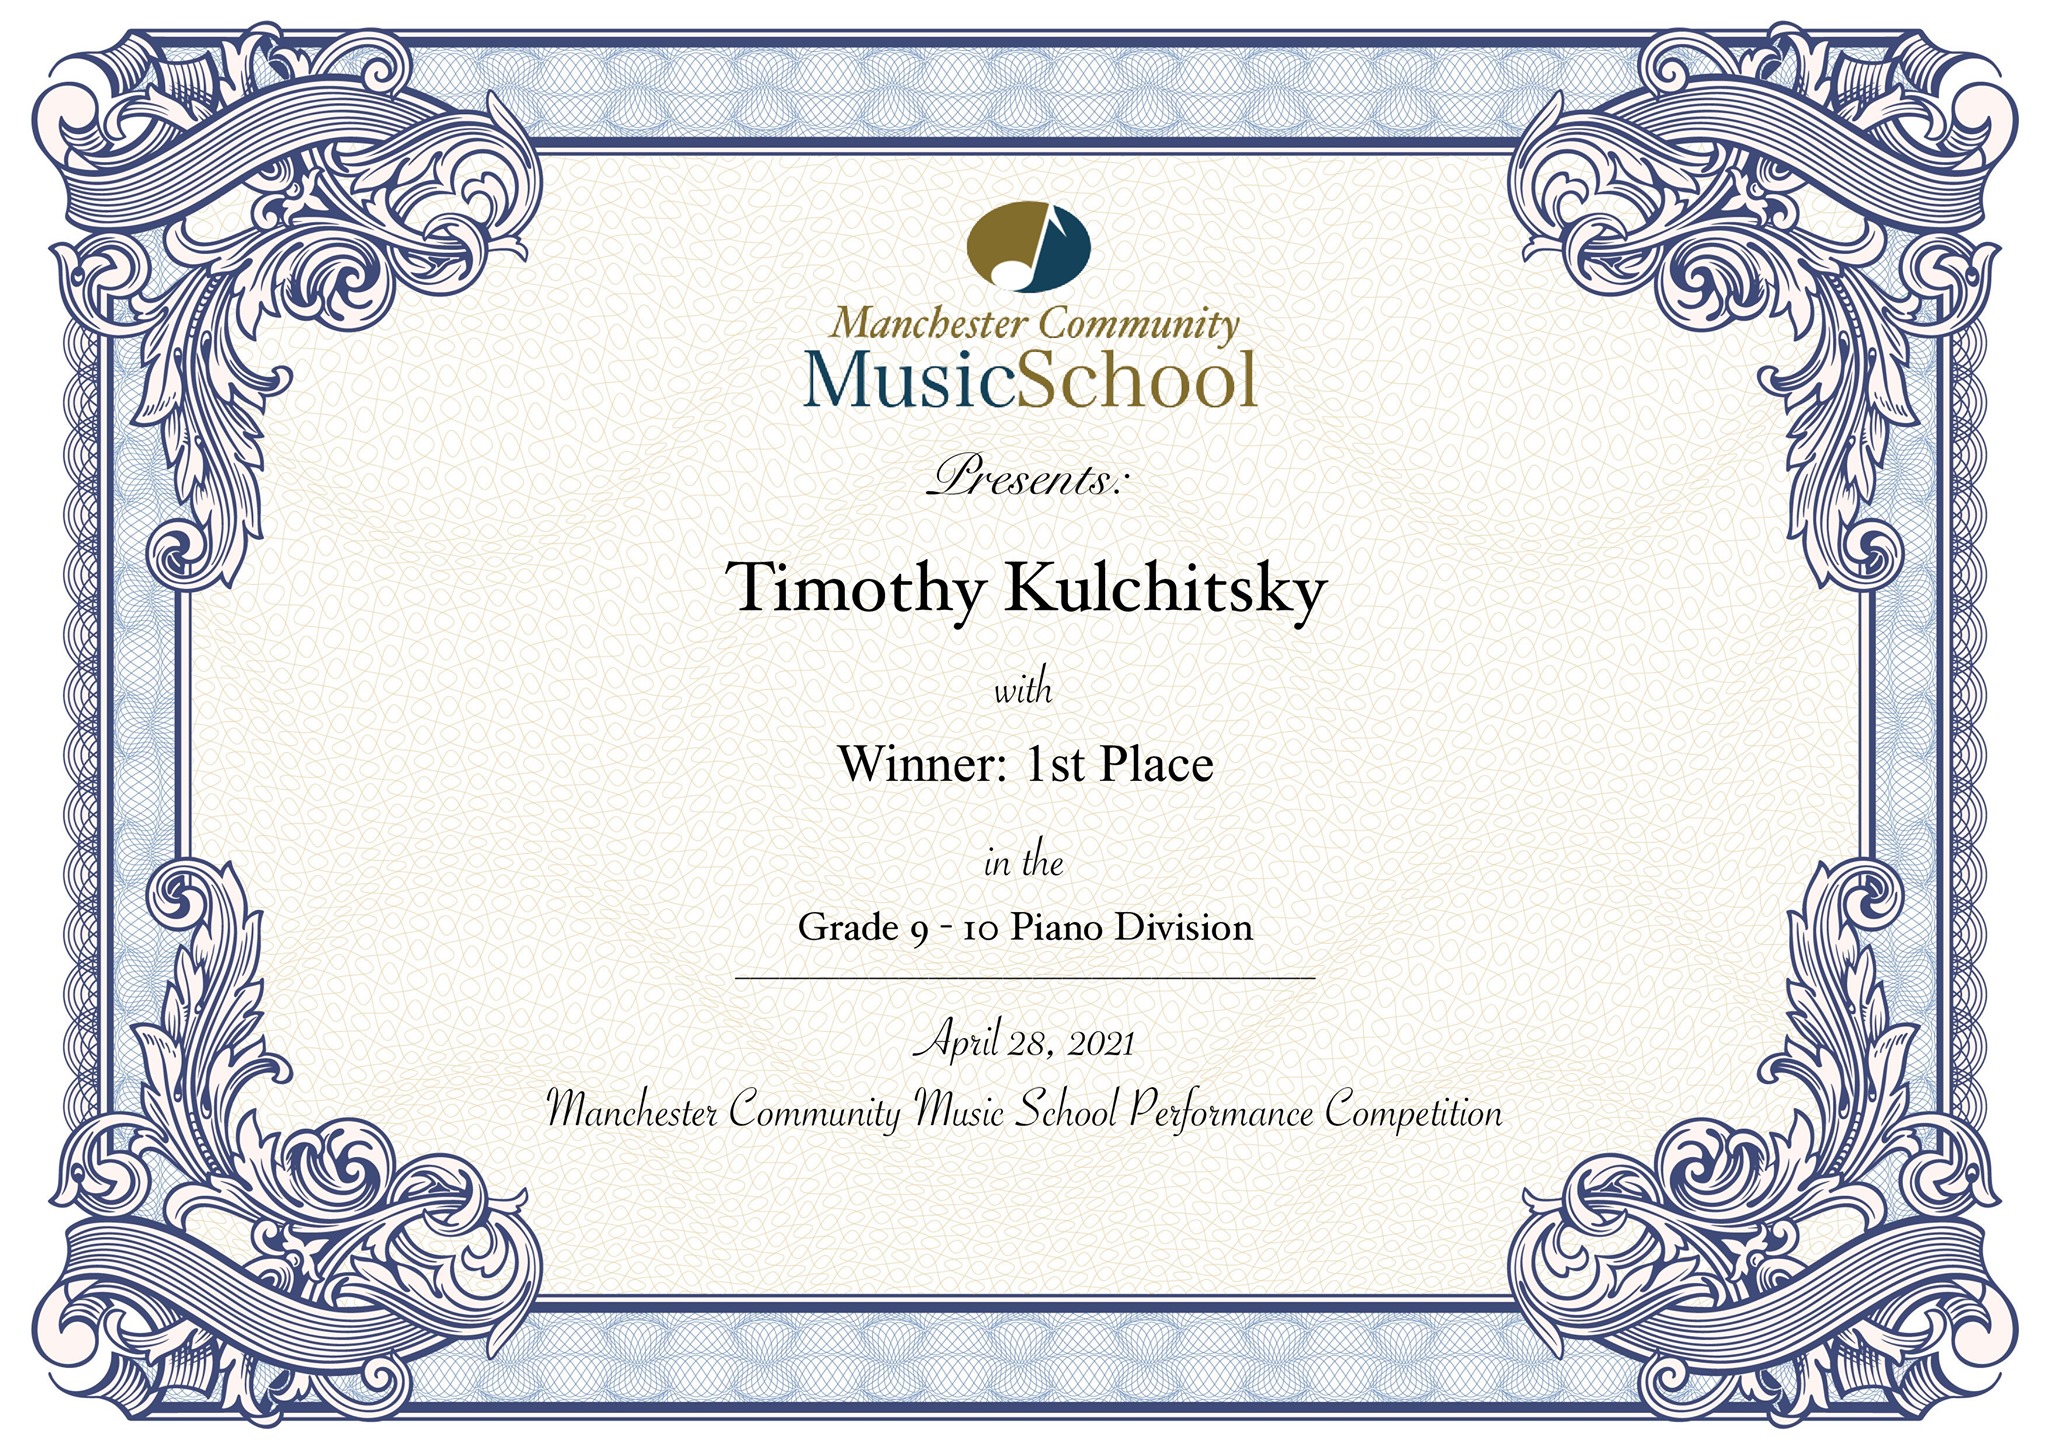 Manchester Community
MusicSchool
Presents:
Timothy Kulchitsky
with
Winner: 1st Place
in the
Grade 9 - 10 Piano Division
April 28, 2021
Manchester Community Music School Performance Competition